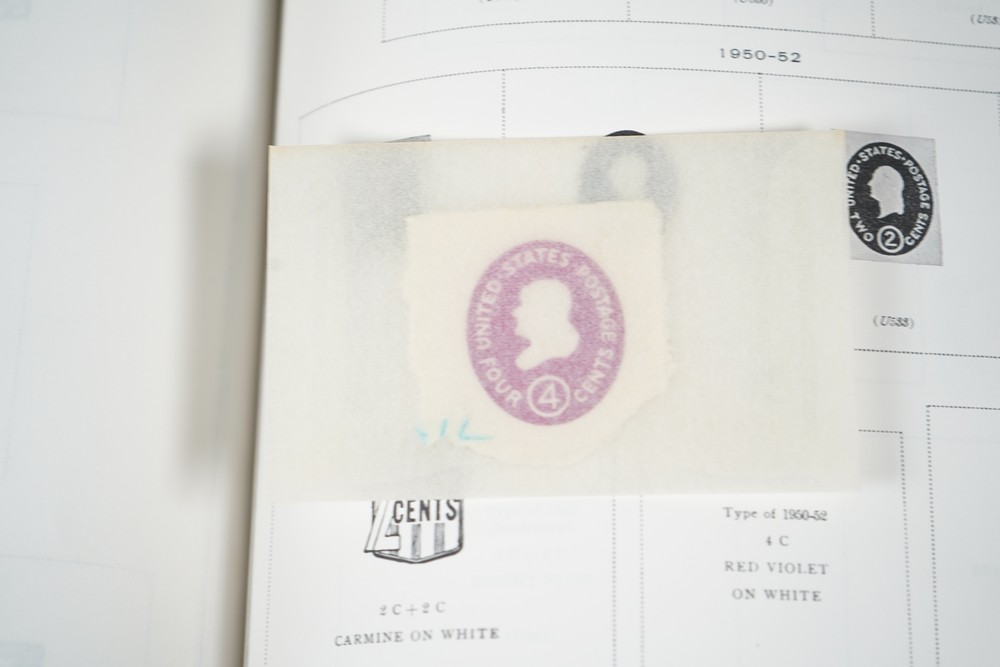 1950-52
UNITED · STATES · POSTAGE
TWO 2 CENTS
(U533)
UNITED · STATES · POSTAGE
FOUR 4 CENTS
CENTS
2 C + 2 C
CARMINE ON WHITE
Type of 1950-52
4 C
RED VIOLET
ON WHITE